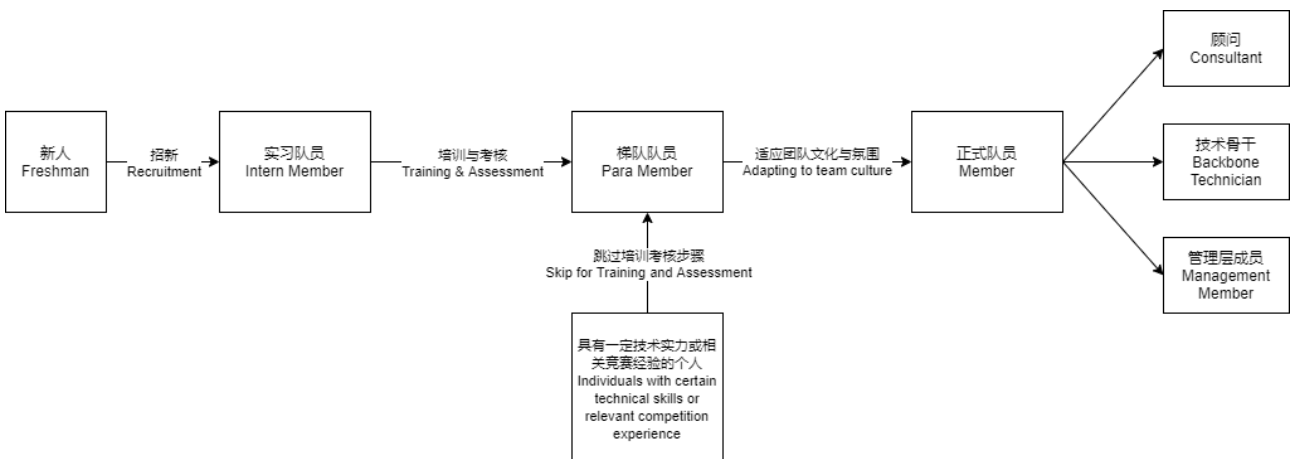 顾问
Consultant
新人
Freshman
招新
Recruitment
实习队员
Intern Member
培训与考核
Training & Assessment
梯队队员
Para Member
适应团队文化与氛围
Adapting to team culture
正式队员
Member
技术骨干
Backbone
Technician
跳过培训考核步骤
Skip for Training and Assessment
管理层成员
Management
Member
具有一定技术实力或相
关竞赛经验的个人
Individuals with certain
technical skills or
relevant competition
experience